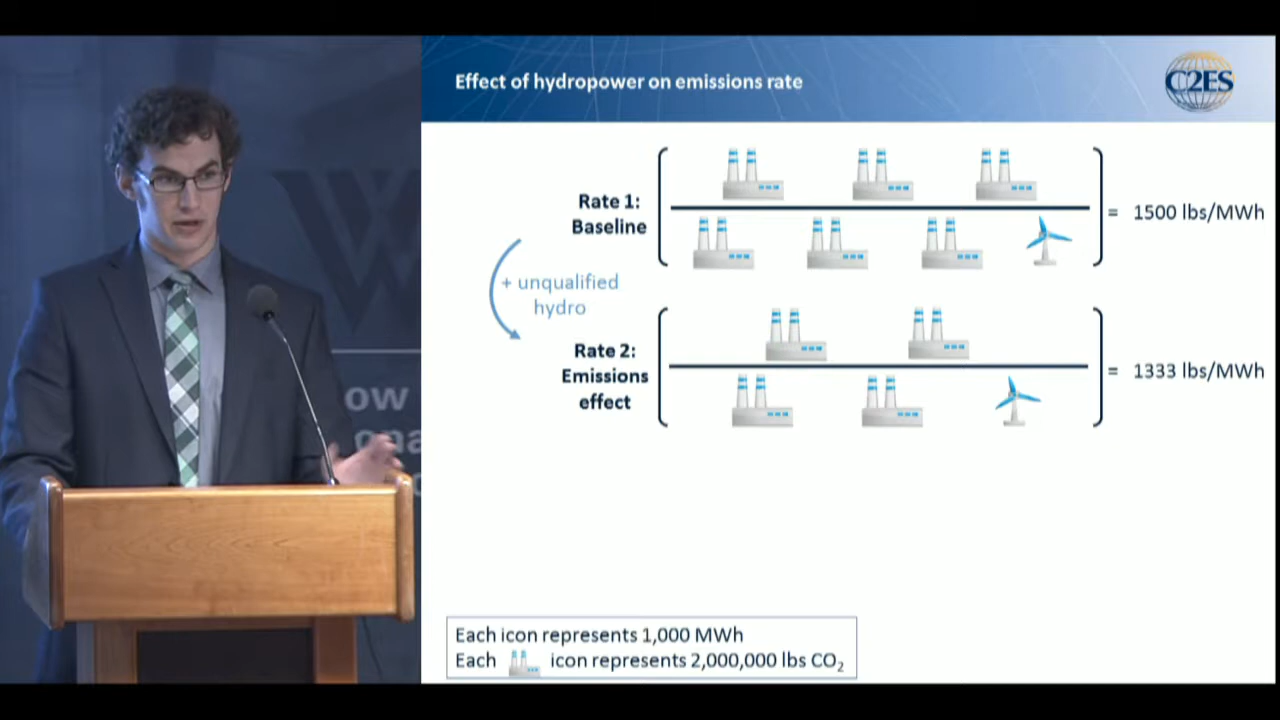 Effect of hydropower on emissions rate
C2ES
Rate 1:
Baseline
= 1500 lbs/MWh
+ unqualified
hydro
Rate 2:
Emissions
effect
= 1333 lbs/MWh
Each icon represents 1,000 MWh
Each icon represents 2,000,000 lbs CO₂
W